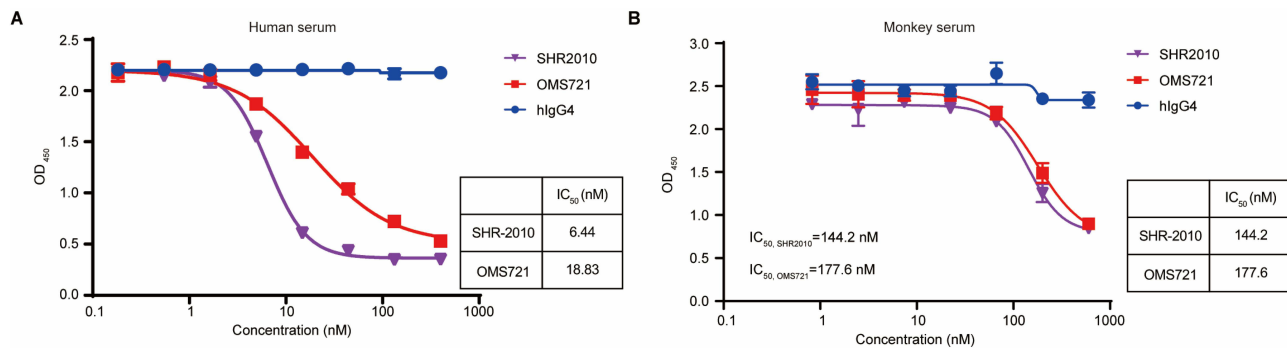 A
Human serum
2.5
2.0
1.5
1.0
0.5
0.0
OD450
0.1
1
10
100
1000
Concentration (nM)
SHR2010
OMS721
hIgG4
IC50 (nM)
SHR-2010 6.44
OMS721 18.83
B
Monkey serum
3.0
2.5
2.0
1.5
1.0
0.5
0.0
OD450
IC50, SHR2010=144.2 nM
IC50, OMS721=177.6 nM
0.1
1
10
100
1000
Concentration (nM)
SHR2010
OMS721
hIgG4
IC50 (nM)
SHR-2010 144.2
OMS721 177.6